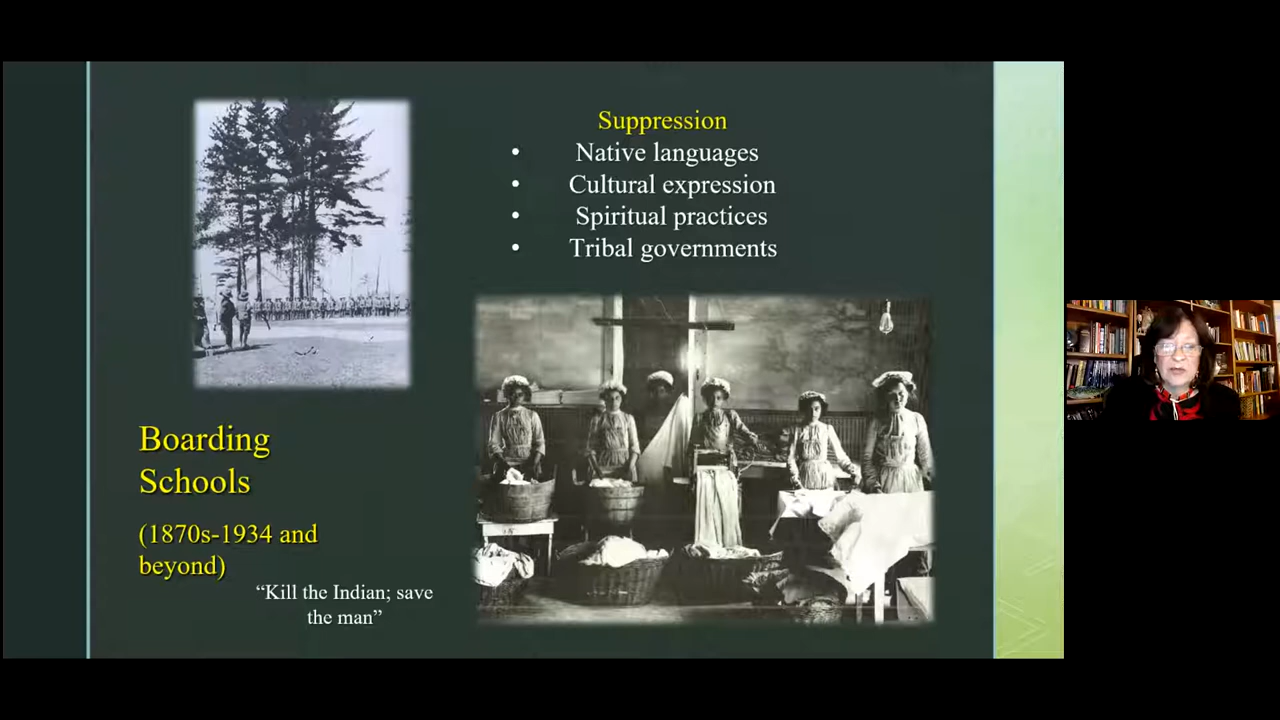 Suppression
• Native languages
• Cultural expression
• Spiritual practices
• Tribal governments
Boarding
Schools
(1870s-1934 and
beyond)
“Kill the Indian; save
the man”